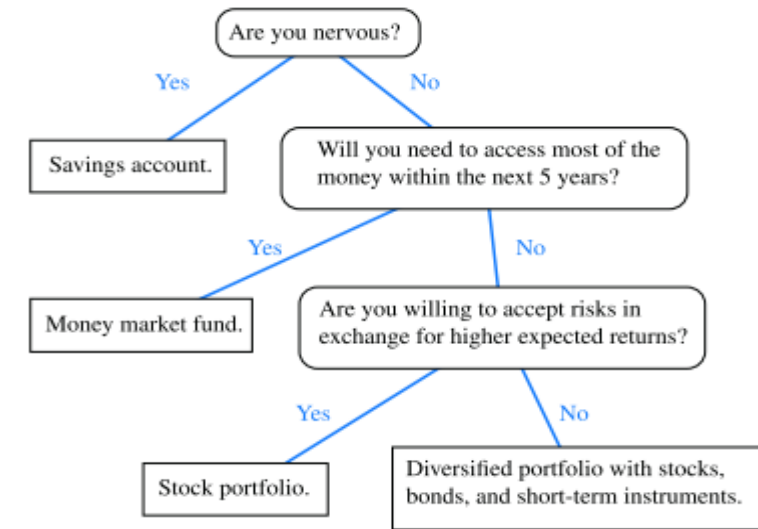 Are you nervous?
Yes
No
Savings account.
Will you need to access most of the
money within the next 5 years?
Yes
No
Money market fund.
Are you willing to accept risks in
exchange for higher expected returns?
Yes
No
Stock portfolio.
Diversified portfolio with stocks,
bonds, and short-term instruments.